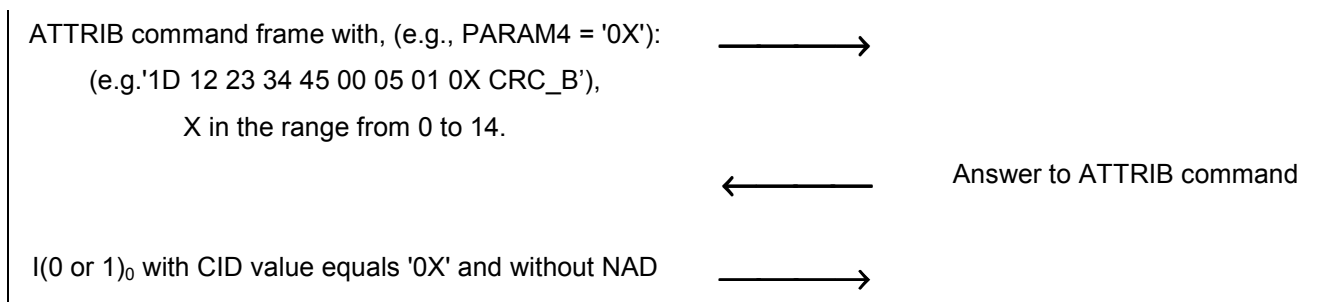 ATTRIB command frame with, (e.g., PARAM4 = '0X'):
(e.g.'1D 12 23 34 45 00 05 01 0X CRC_B’),
X in the range from 0 to 14.
Answer to ATTRIB command
I(0 or 1)₀ with CID value equals '0X' and without NAD